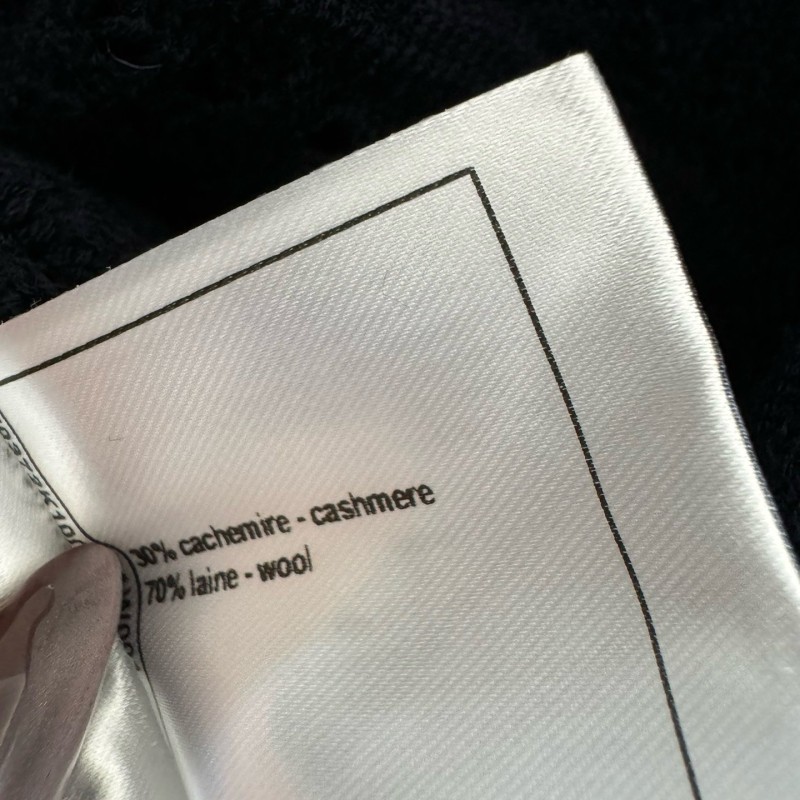 30% cachemire - cashmere
70% laine - wool